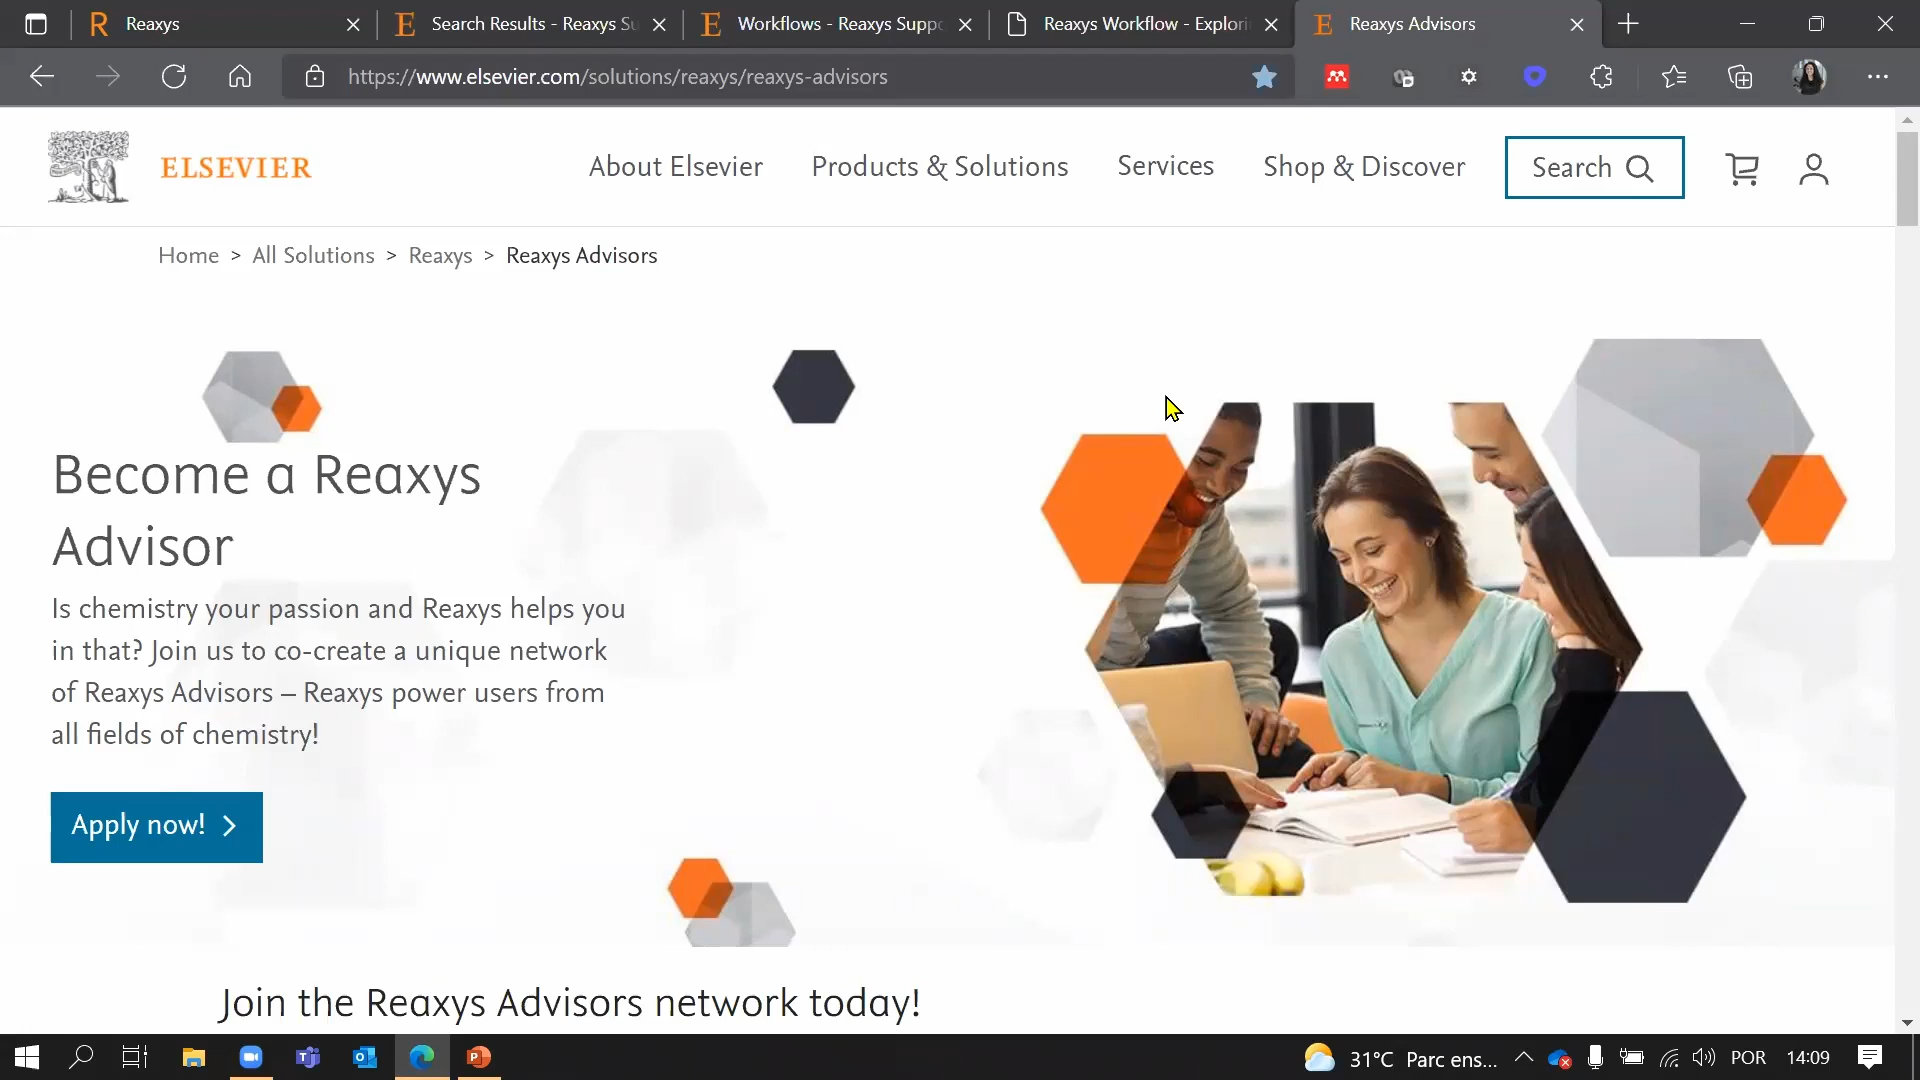 Reaxys
Search Results - Reaxys Su
Workflows - Reaxys Suppo
Reaxys Workflow - Explori
Reaxys Advisors
https://www.elsevier.com/solutions/reaxys/reaxys-advisors
ELSEVIER
About Elsevier
Products & Solutions
Services
Shop & Discover
Search
Home > All Solutions > Reaxys > Reaxys Advisors
Become a Reaxys
Advisor
Is chemistry your passion and Reaxys helps you
in that? Join us to co-create a unique network
of Reaxys Advisors – Reaxys power users from
all fields of chemistry!
Apply now!
Join the Reaxys Advisors network today!
31°C Parc ens...
POR
14:09